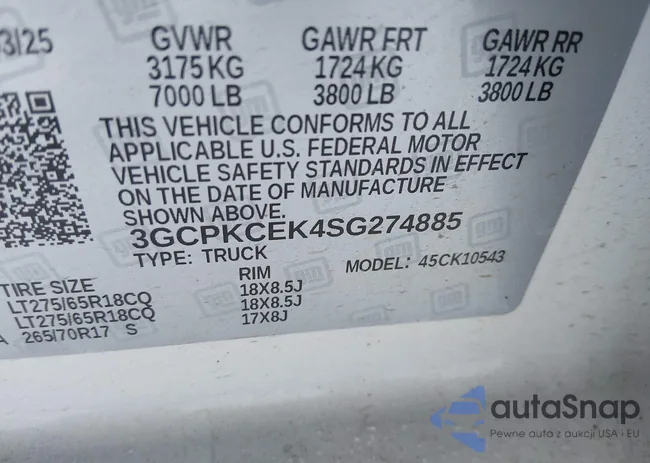 3/25 GVWR GAWR FRT GAWR RR
3175 KG 1724 KG 1724 KG
7000 LB 3800 LB 3800 LB
THIS VEHICLE CONFORMS TO ALL
APPLICABLE U.S. FEDERAL MOTOR
VEHICLE SAFETY STANDARDS IN EFFECT
ON THE DATE OF MANUFACTURE
SHOWN ABOVE.
3GCPKCEK4SG274885
TYPE: TRUCK MODEL: 45CK10543
TIRE SIZE RIM
LT275/65R18CQ 18X8.5J
LT275/65R18CQ 18X8.5J
265/70R17 S 17X8J
autaSnap
Pewne auta z aukcji USA i EU